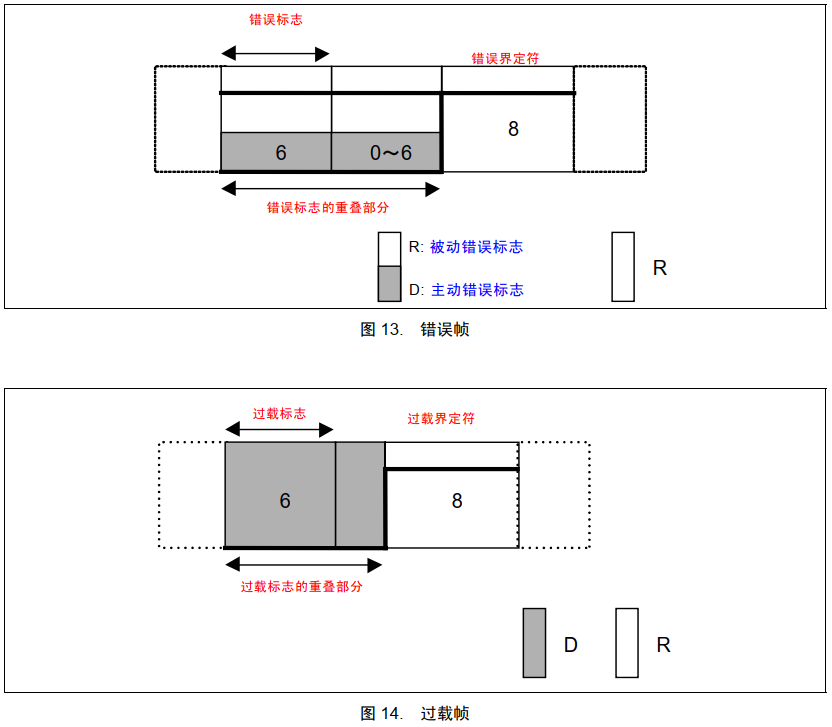 错误标志
错误界定符
8
6
0～6
错误标志的重叠部分
R: 被动错误标志
D: 主动错误标志
R
图 13. 错误帧
过载标志
过载界定符
6
8
过载标志的重叠部分
D
R
图 14. 过载帧